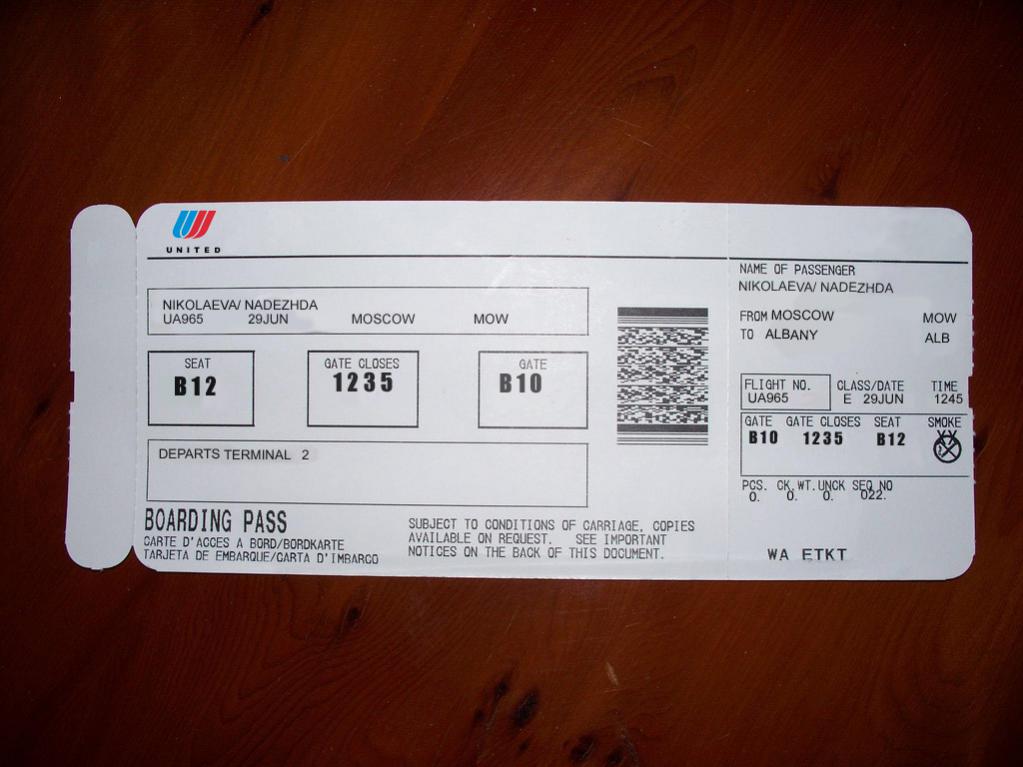 UNITED
NIKOLAEVA/ NADEZHDA
UA965 29JUN MOSCOW MOW
SEAT
B12
GATE CLOSES
1235
GATE
B10
DEPARTS TERMINAL 2
BOARDING PASS
CARTE D'ACCES A BORD/BORDKARTE
TARJETA DE EMBARQUE/CARTA D'IMBARCO
SUBJECT TO CONDITIONS OF CARRIAGE, COPIES
AVAILABLE ON REQUEST. SEE IMPORTANT
NOTICES ON THE BACK OF THIS DOCUMENT.
NAME OF PASSENGER
NIKOLAEVA/ NADEZHDA
FROM MOSCOW MOW
TO ALBANY ALB
FLIGHT NO. CLASS/DATE TIME
UA965 E 29JUN 1245
GATE GATE CLOSES SEAT SMOKE
B10 1235 B12
PCS. CK.WT.UNCK SEQ NO
0. 0. 0. 022.
WA ETKT